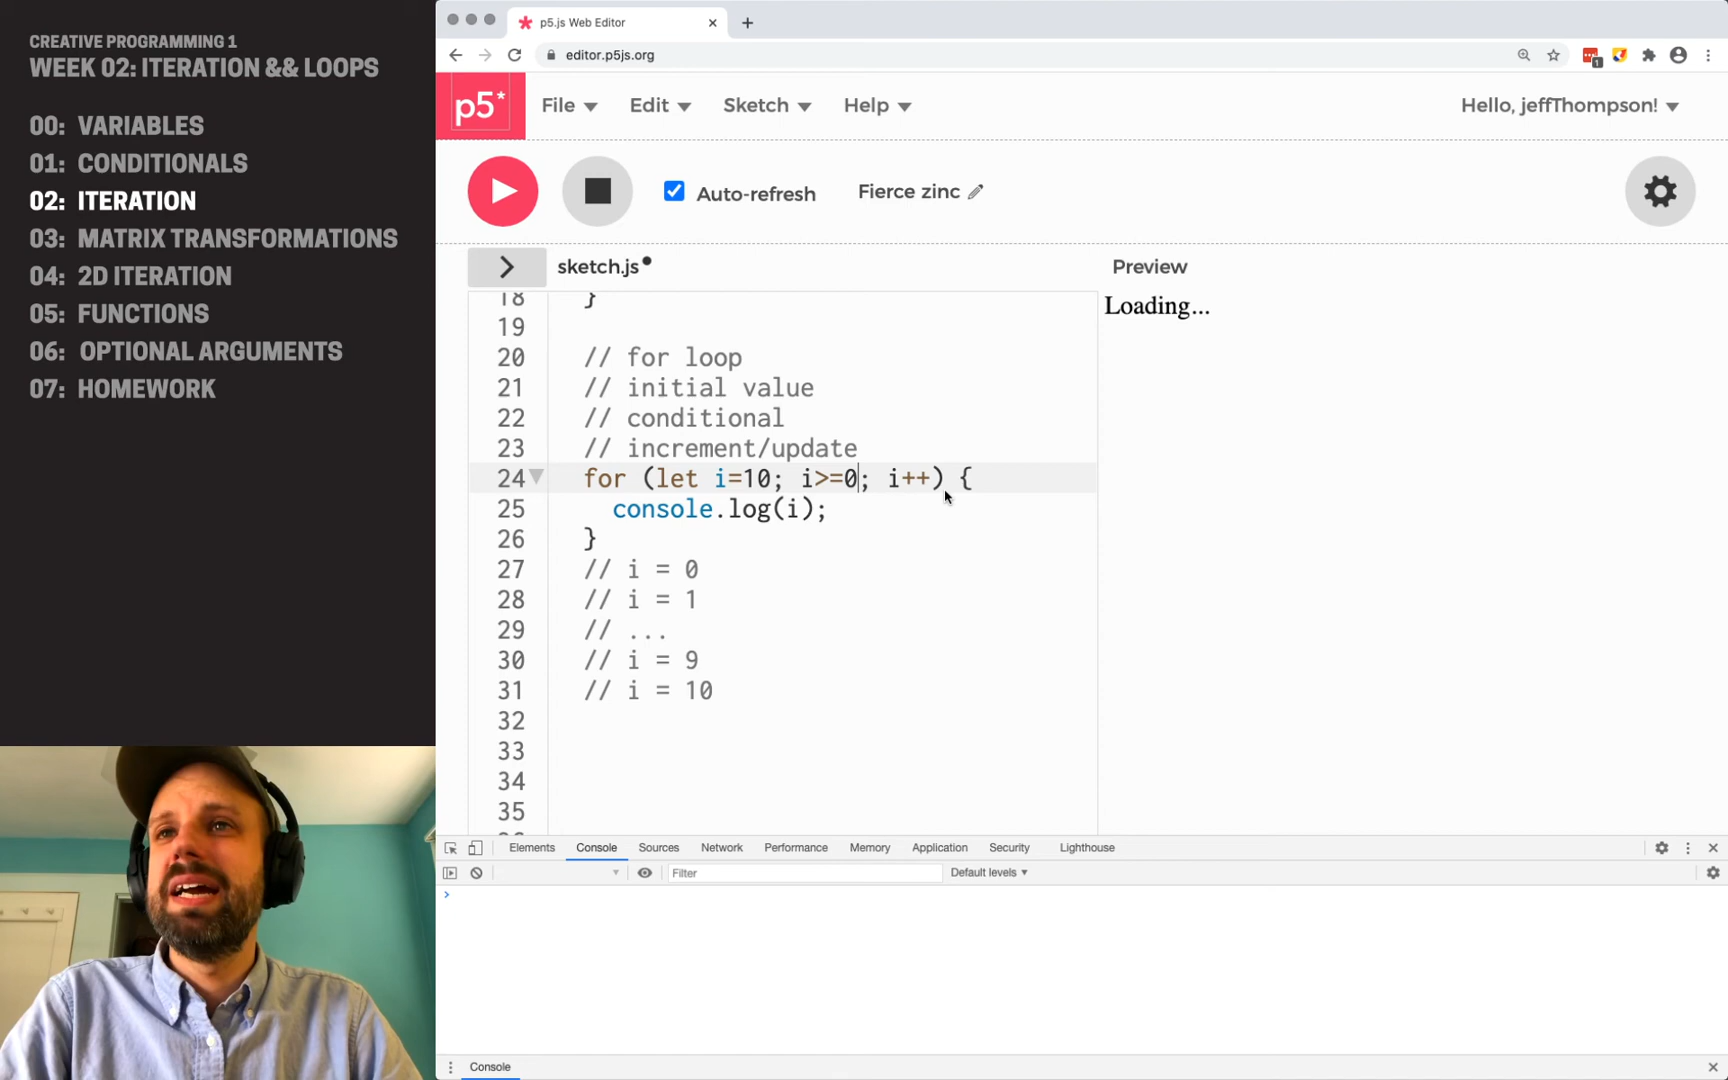 CREATIVE PROGRAMMING 1
WEEK 02: ITERATION && LOOPS
00: VARIABLES
01: CONDITIONALS
02: ITERATION
03: MATRIX TRANSFORMATIONS
04: 2D ITERATION
05: FUNCTIONS
06: OPTIONAL ARGUMENTS
07: HOMEWORK
p5.js Web Editor
editor.p5js.org
1
p5* File Edit Sketch Help Hello, jeffThompson!
Auto-refresh Fierce zinc
sketch.js Preview
Loading...
18 }
19
20 // for loop
21 // initial value
22 // conditional
23 // increment/update
24 for (let i=10; i>=0; i++) {
25 console.log(i);
26 }
27 // i = 0
28 // i = 1
29 // ...
30 // i = 9
31 // i = 10
32
33
34
35
Elements Console Sources Network Performance Memory Application Security Lighthouse
Filter Default levels
Console